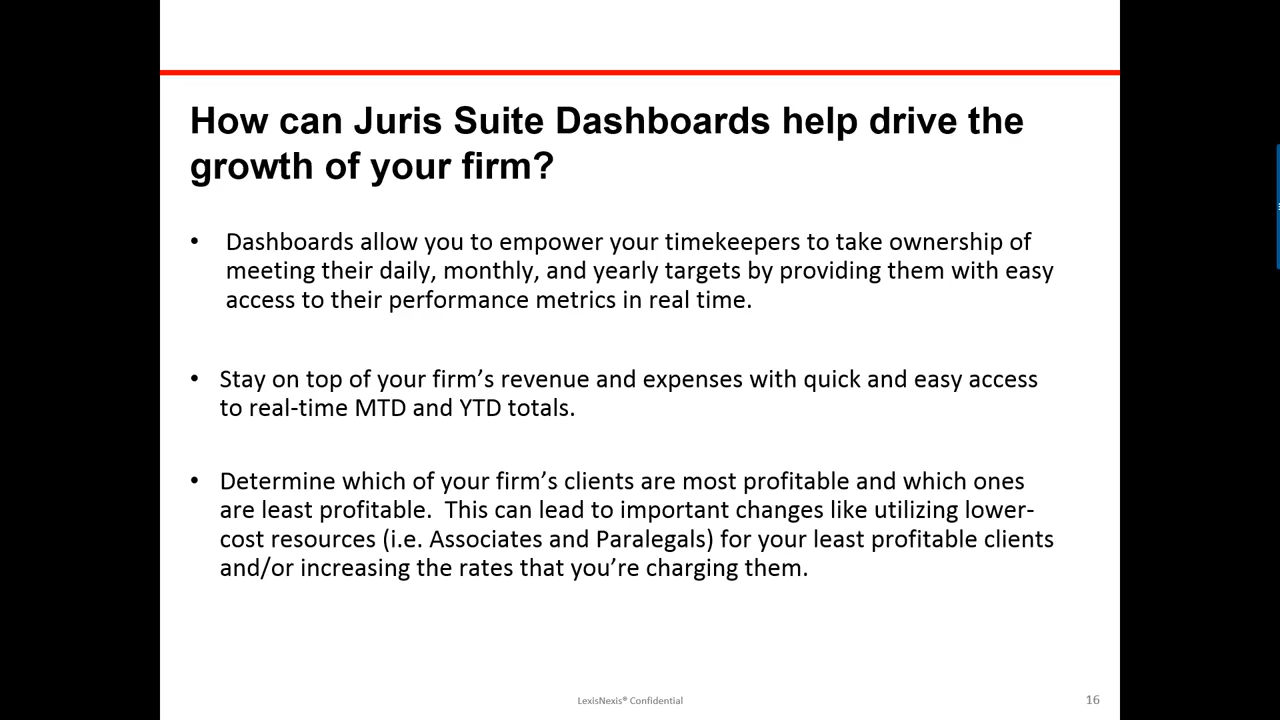 How can Juris Suite Dashboards help drive the
growth of your firm?
• Dashboards allow you to empower your timekeepers to take ownership of
meeting their daily, monthly, and yearly targets by providing them with easy
access to their performance metrics in real time.
• Stay on top of your firm’s revenue and expenses with quick and easy access
to real-time MTD and YTD totals.
• Determine which of your firm’s clients are most profitable and which ones
are least profitable.  This can lead to important changes like utilizing lower-
cost resources (i.e. Associates and Paralegals) for your least profitable clients
and/or increasing the rates that you’re charging them.
LexisNexis® Confidential
16